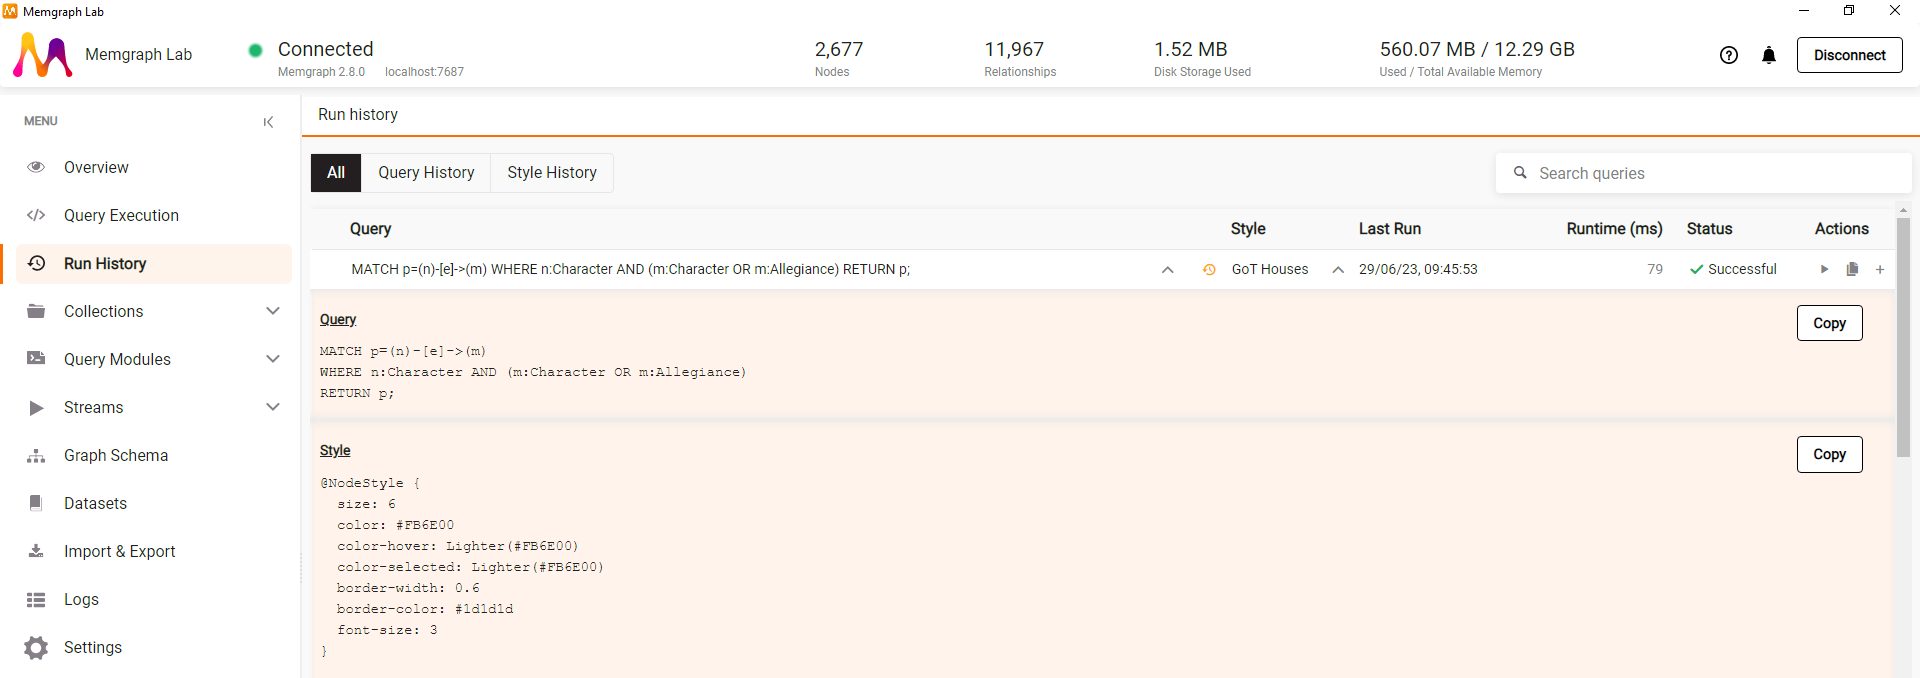 Memgraph Lab
Memgraph Lab
Connected
Memgraph 2.8.0 localhost:7687
2,677
Nodes
11,967
Relationships
1.52 MB
Disk Storage Used
560.07 MB / 12.29 GB
Used / Total Available Memory
Disconnect
MENU
Overview
Query Execution
Run History
Collections
Query Modules
Streams
Graph Schema
Datasets
Import & Export
Logs
Settings
Run history
All Query History Style History
Search queries
Query Style Last Run Runtime (ms) Status Actions
MATCH p=(n)-[e]->(m) WHERE n:Character AND (m:Character OR m:Allegiance) RETURN p; GoT Houses 29/06/23, 09:45:53 79 Successful
Query
Copy
MATCH p=(n)-[e]->(m)
WHERE n:Character AND (m:Character OR m:Allegiance)
RETURN p;
Style
Copy
@NodeStyle {
size: 6
color: #FB6E00
color-hover: Lighter(#FB6E00)
color-selected: Lighter(#FB6E00)
border-width: 0.6
border-color: #1d1d1d
font-size: 3
}